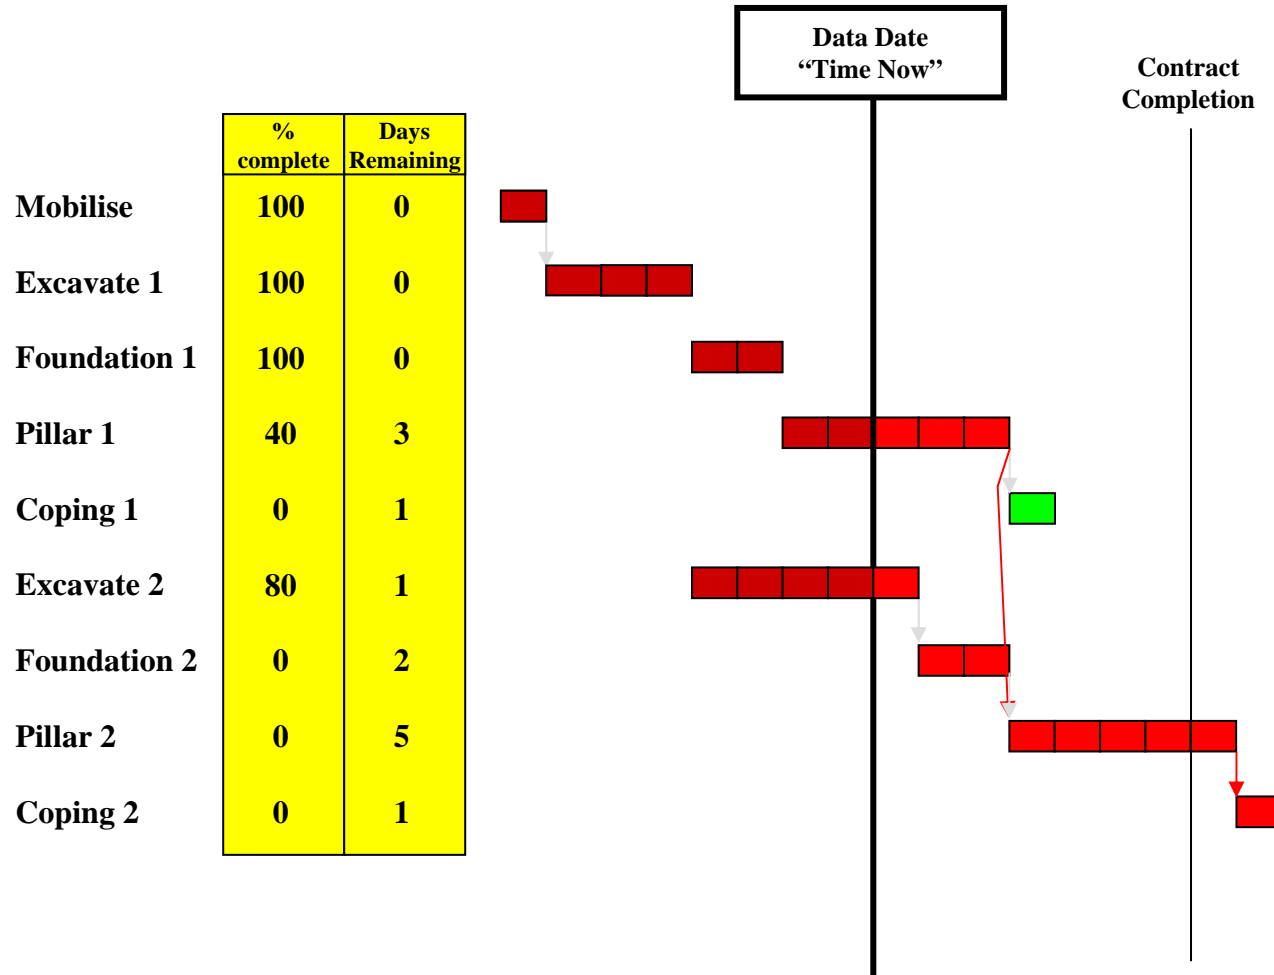 Data Date
“Time Now”
Contract
Completion
% Days
complete Remaining
Mobilise 100 0
Excavate 1 100 0
Foundation 1 100 0
Pillar 1 40 3
Coping 1 0 1
Excavate 2 80 1
Foundation 2 0 2
Pillar 2 0 5
Coping 2 0 1